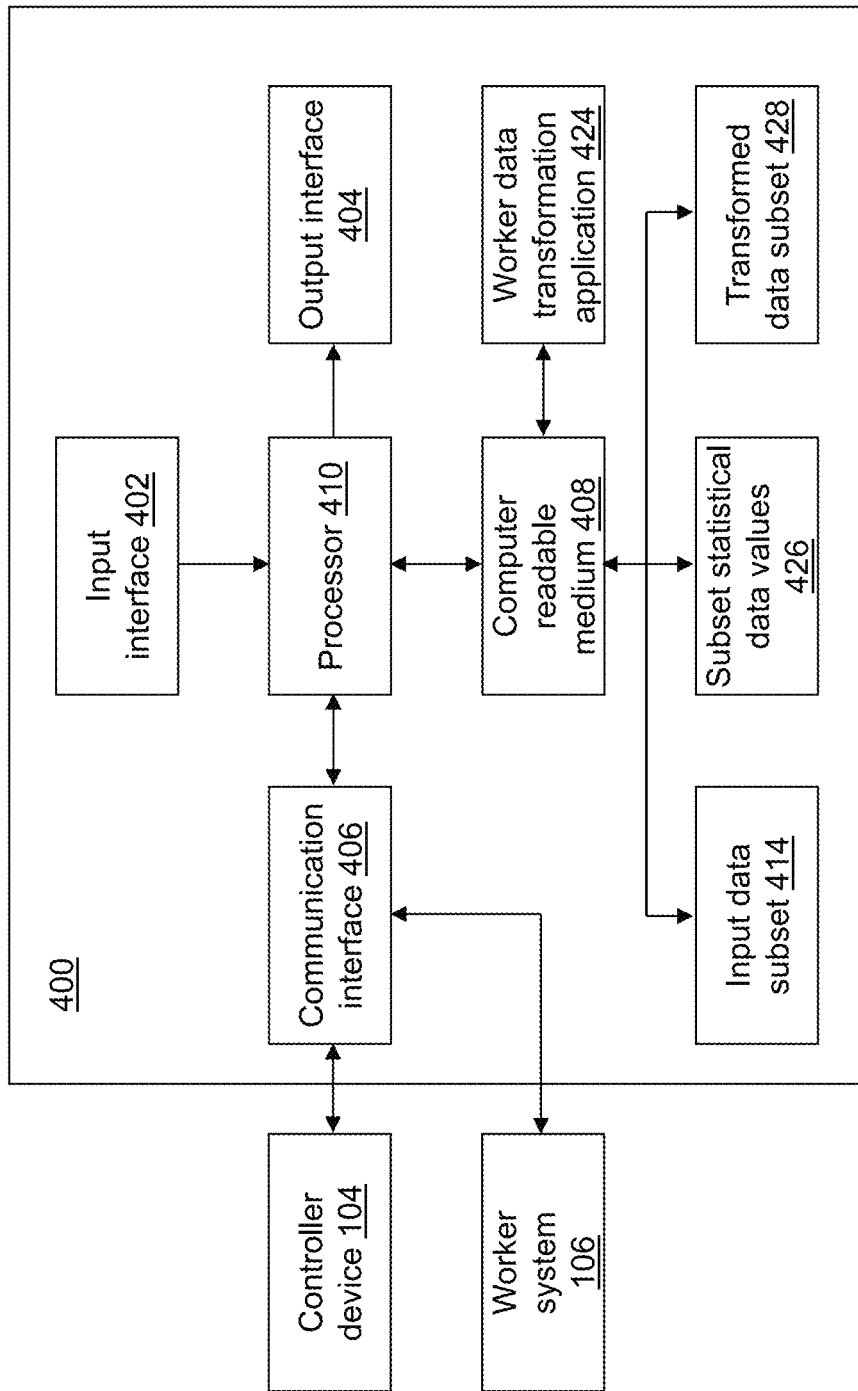 400
Input
interface 402
Controller
device 104
Communication
interface 406
Processor 410
Output interface
404
Worker
system
106
Computer
readable
medium 408
Worker data
transformation
application 424
Input data
subset 414
Subset statistical
data values
426
Transformed
data subset 428